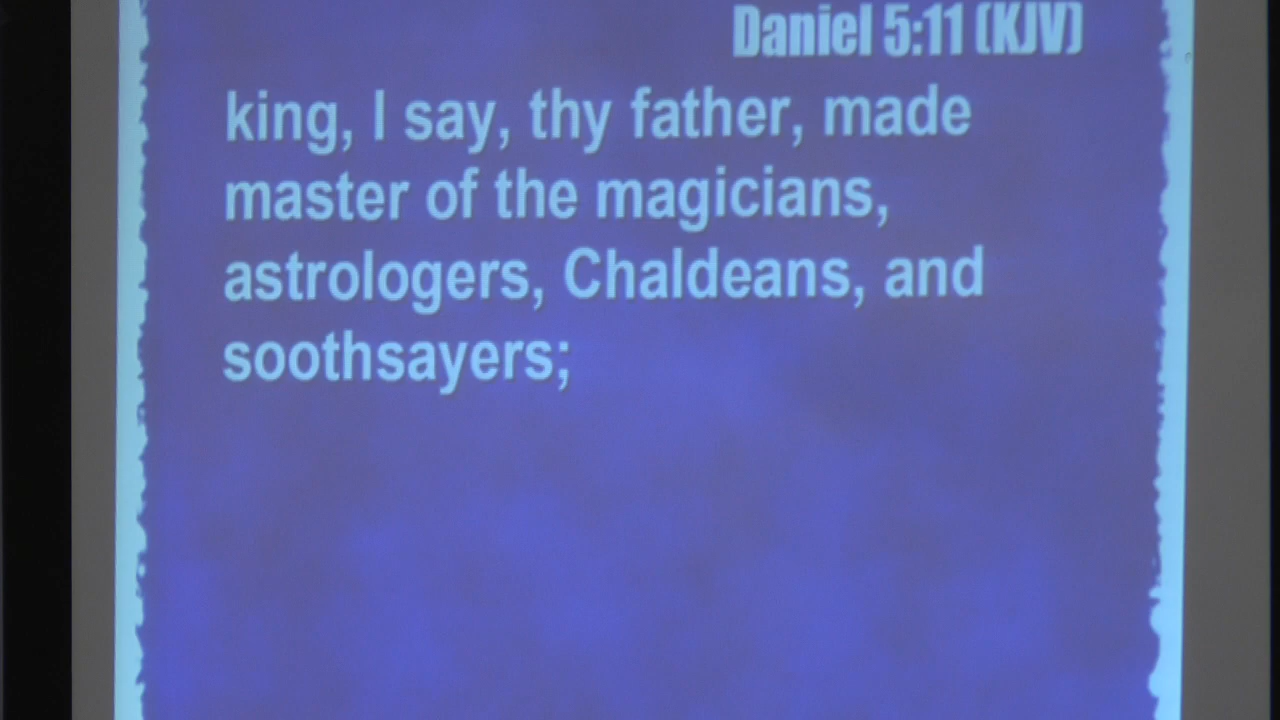 Daniel 5:11 (KJV)
king, I say, thy father, made
master of the magicians,
astrologers, Chaldeans, and
soothsayers;